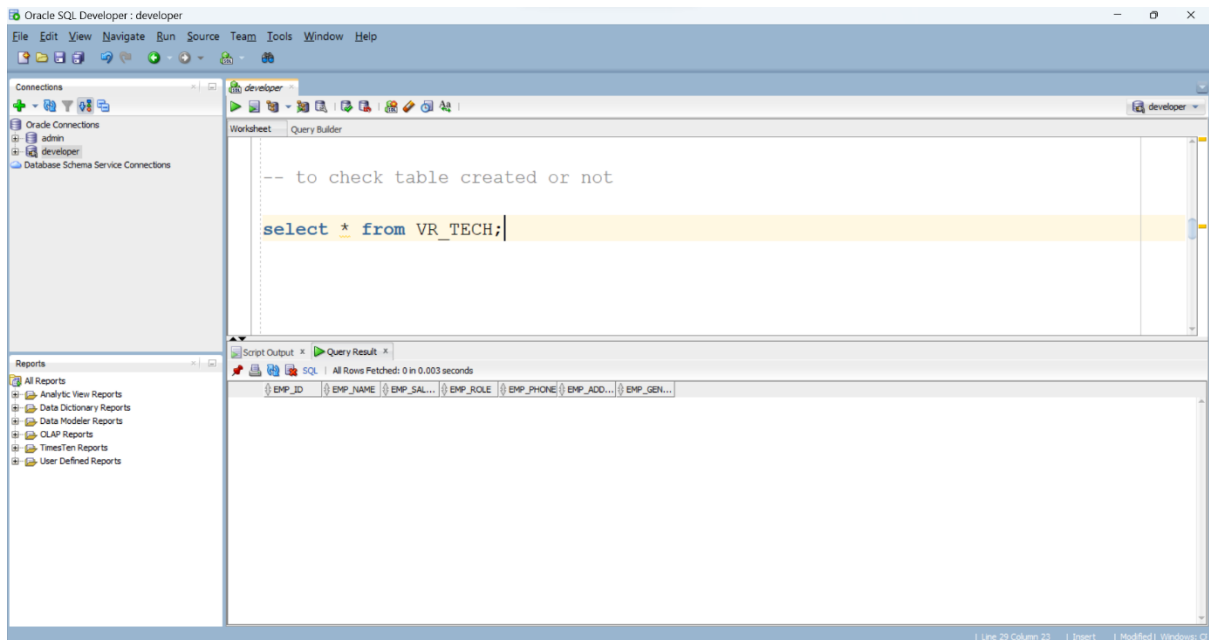 Oracle SQL Developer : developer
File Edit View Navigate Run Source Team Tools Window Help
Connections
Oracle Connections
admin
developer
Database Schema Service Connections
Reports
All Reports
Analytic View Reports
Data Dictionary Reports
Data Modeler Reports
OLAP Reports
TimesTen Reports
User Defined Reports
developer
developer
Worksheet Query Builder
-- to check table created or not
select * from VR_TECH;
Script Output Query Result
SQL | All Rows Fetched: 0 in 0.003 seconds
EMP_ID EMP_NAME EMP_SAL... EMP_ROLE EMP_PHONE EMP_ADD... EMP_GEN...
| Line 29 Column 23 | Insert | Modified | Windows: C